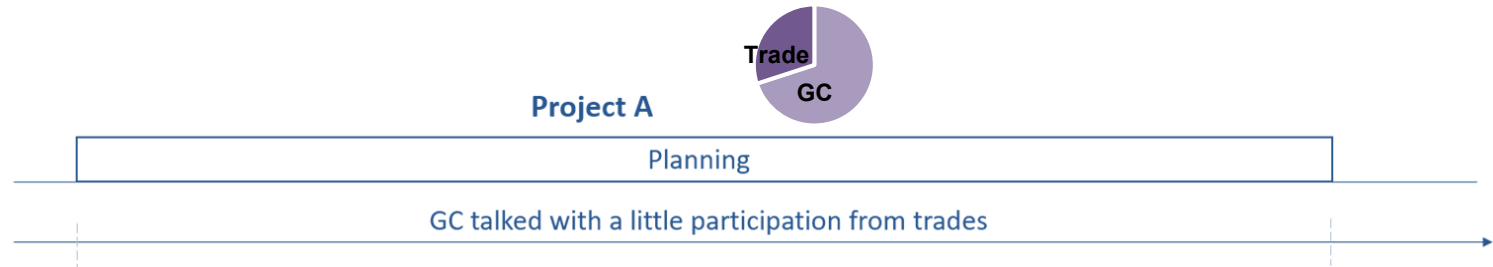 Trade
GC
Project A
Planning
GC talked with a little participation from trades